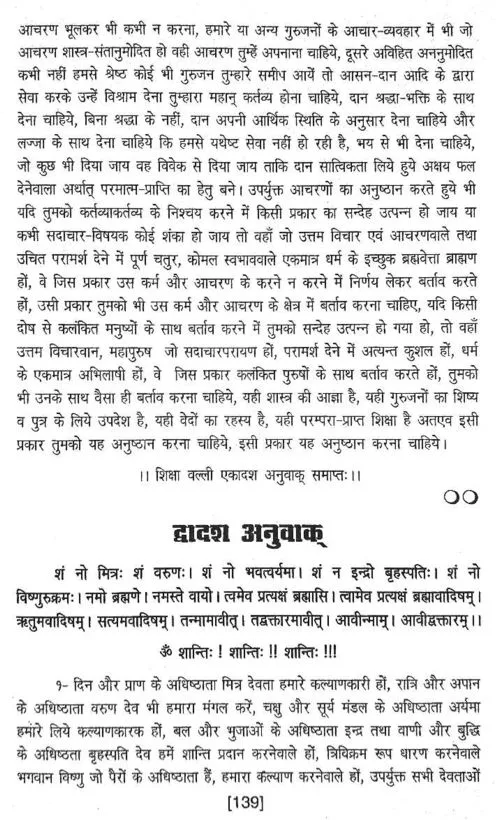 आचरण भूलकर भी कभी न करना, हमारे या अन्य गुरुजनों के आचार-व्यवहार में भी जो
आचरण शास्त्र-संतानुमोदित हो वही आचरण तुम्हें अपनाना चाहिये, दूसरे अविहित अननुमोदित
कभी नहीं हमसे श्रेष्ठ कोई भी गुरुजन तुम्हारे समीप आयें तो आसन-दान आदि के द्वारा
सेवा करके उन्हें विश्राम देना तुम्हारा महान् कर्तव्य होना चाहिये, दान श्रद्धा-भक्ति के साथ
देना चाहिये, बिना श्रद्धा के नहीं, दान अपनी आर्थिक स्थिति के अनुसार देना चाहिये और
लज्जा के साथ देना चाहिये कि हमसे यथेष्ट सेवा नहीं हो रही है, भय से भी देना चाहिये,
जो कुछ भी दिया जाय वह विवेक से दिया जाय ताकि दान सात्विकता लिये हुये अक्षय फल
देनेवाला अर्थात् परमात्म-प्राप्ति का हेतु बने। उपर्युक्त आचरणों का अनुष्ठान करते हुये भी
यदि तुमको कर्तव्याकर्तव्य के निश्चय करने में किसी प्रकार का सन्देह उत्पन्न हो जाय या
कभी सदाचार-विषयक कोई शंका हो जाय तो वहाँ जो उत्तम विचार एवं आचरणवाले तथा
उचित परामर्श देने में पूर्ण चतुर, कोमल स्वभाववाले एकमात्र धर्म के इच्छुक ब्रह्मवेत्ता ब्राह्मण
हों, वे जिस प्रकार उस कर्म और आचरण के करने न करने में निर्णय लेकर बर्ताव करते
हों, उसी प्रकार तुमको भी उस कर्म और आचरण के क्षेत्र में बर्ताव करना चाहिए, यदि किसी
दोष से कलंकित मनुष्यों के साथ बर्ताव करने में तुमको सन्देह उत्पन्न हो गया हो, तो वहाँ
उत्तम विचारवान, महापुरुष जो सदाचारपरायण हों, परामर्श देने में अत्यन्त कुशल हों, धर्म
के एकमात्र अभिलाषी हों, वे जिस प्रकार कलंकित पुरुषों के साथ बर्ताव करते हों, तुमको
भी उनके साथ वैसा ही बर्ताव करना चाहिये, यही शास्त्र की आज्ञा है, यही गुरुजनों का शिष्य
व पुत्र के लिये उपदेश है, यही वेदों का रहस्य है, यही परम्परा-प्राप्त शिक्षा है अतएव इसी
प्रकार तुमको यह अनुष्ठान करना चाहिये, इसी प्रकार यह अनुष्ठान करना चाहिये।
।। शिक्षा वल्ली एकादश अनुवाक् समाप्तः।।
○○
द्वादश अनुवाक्
शं नो मित्रः शं वरुणः। शं नो भवत्वर्यमा। शं न इन्द्रो बृहस्पतिः। शं नो
विष्णुरुक्रमः। नमो ब्रह्मणे। नमस्ते वायो। त्वमेव प्रत्यक्षं ब्रह्मासि। त्वामेव प्रत्यक्षं ब्रह्मावादिषम्।
ऋतुमवादिषम्। सत्यमवादिषम्। तन्मामावीत्। तद्वक्तारमावीत्। आवीन्माम्। आवीद्वक्तारम्।।
ॐ शान्तिः ! शान्तिः !! शान्तिः !!!
१- दिन और प्राण के अधिष्ठाता मित्र देवता हमारे कल्याणकारी हों, रात्रि और अपान
के अधिष्ठाता वरुण देव भी हमारा मंगल करें, चक्षु और सूर्य मंडल के अधिष्ठाता अर्यमा
हमारे लिये कल्याणकारक हों, बल और भुजाओं के अधिष्ठाता इन्द्र तथा वाणी और बुद्धि
के अधिष्ठता बृहस्पति देव हमें शान्ति प्रदान करनेवाले हों, त्रिविक्रम रूप धारण करनेवाले
भगवान विष्णु जो पैरों के अधिष्ठाता हैं, हमारा कल्याण करनेवाले हों, उपर्युक्त सभी देवताओं
[139]